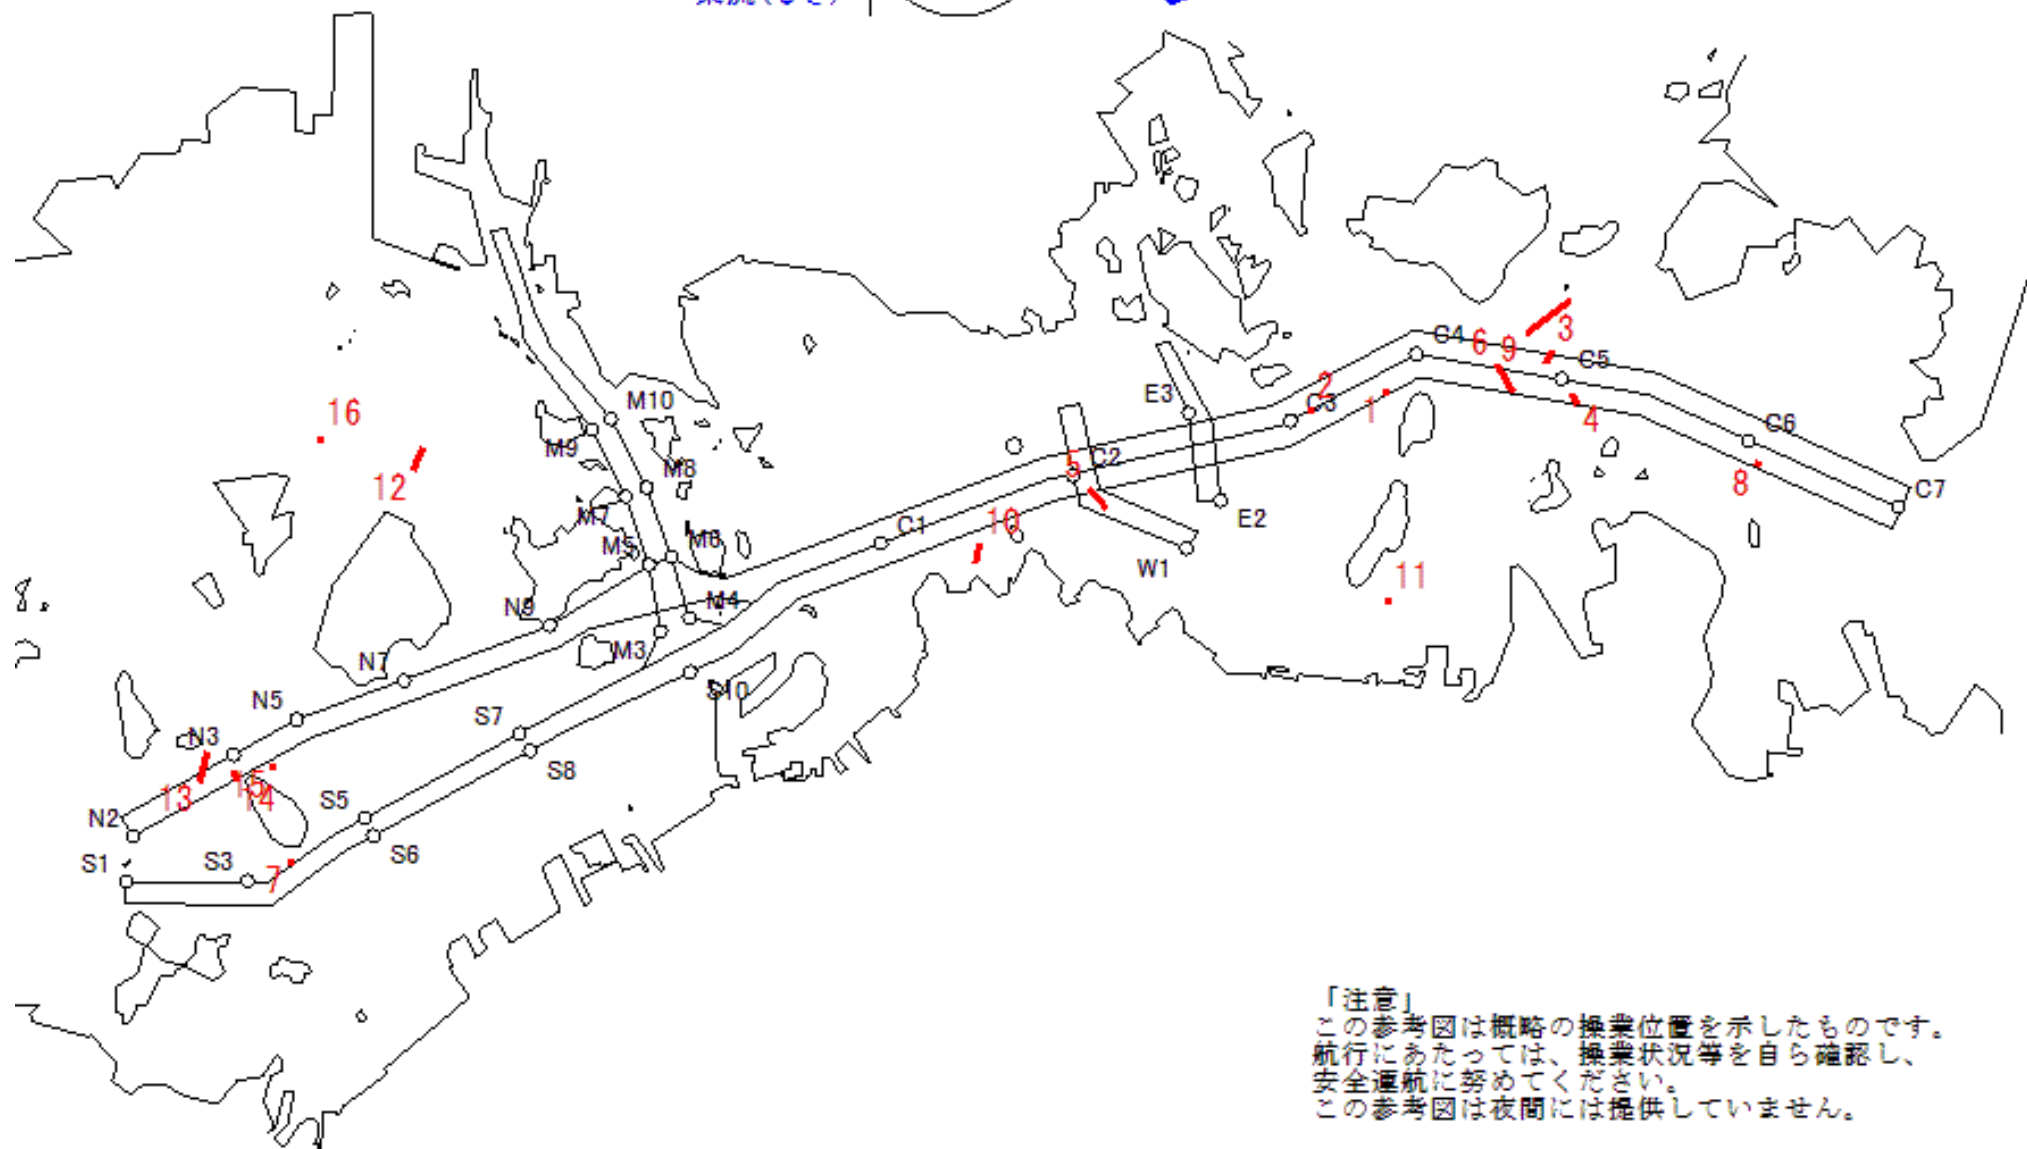 C4
6
9
3
C5
E3
2
C3
1
4
M10
16
C6
M9
M8
12
5
C2
8
C7
M7
E2
C1
10
M5
M6
W1
11
N9
M4
M3
N7
S10
N5
S7
N3
S8
13
15
14
S5
N2
S6
S1
S3
7
「注意」
この参考図は概略の操業位置を示したものです。
航行にあたっては、操業状況等を自ら確認し、
安全運航に努めてください。
この参考図は夜間には提供していません。